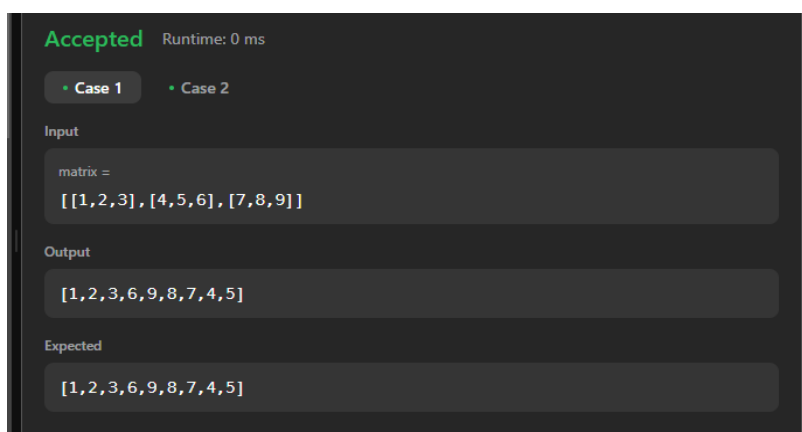 Accepted Runtime: 0 ms
Case 1 Case 2
Input
matrix =
[[1,2,3],[4,5,6],[7,8,9]]
Output
[1,2,3,6,9,8,7,4,5]
Expected
[1,2,3,6,9,8,7,4,5]